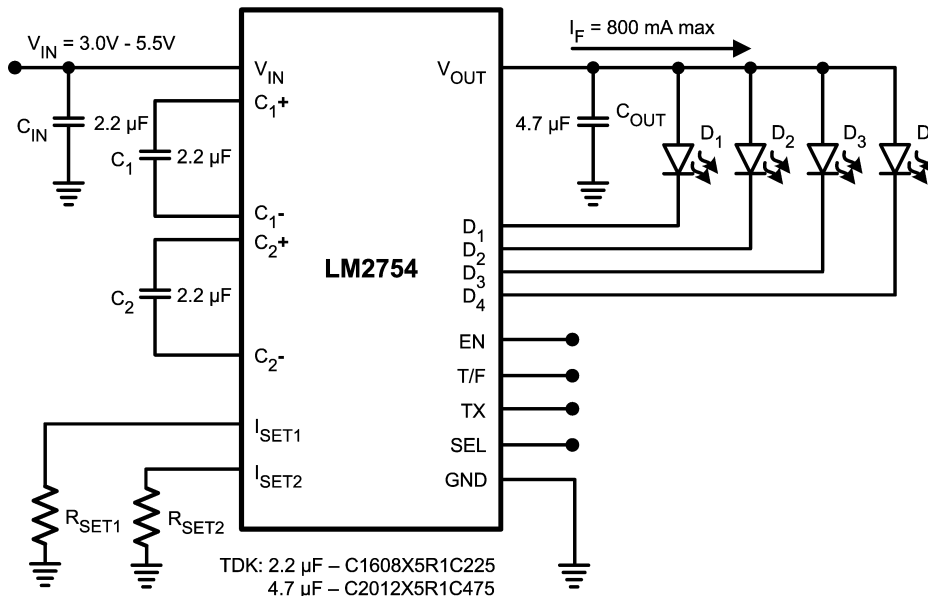 V_IN = 3.0V - 5.5V
I_F = 800 mA max
V_IN
V_OUT
C_IN
2.2 µF
C_1+
C_1
2.2 µF
C_1-
C_2+
C_2
2.2 µF
C_2-
4.7 µF
C_OUT
D_1
D_2
D_3
D
D_1
D_2
D_3
D_4
LM2754
EN
T/F
TX
SEL
GND
I_SET1
I_SET2
R_SET1
R_SET2
TDK: 2.2 µF – C1608X5R1C225
4.7 µF – C2012X5R1C475